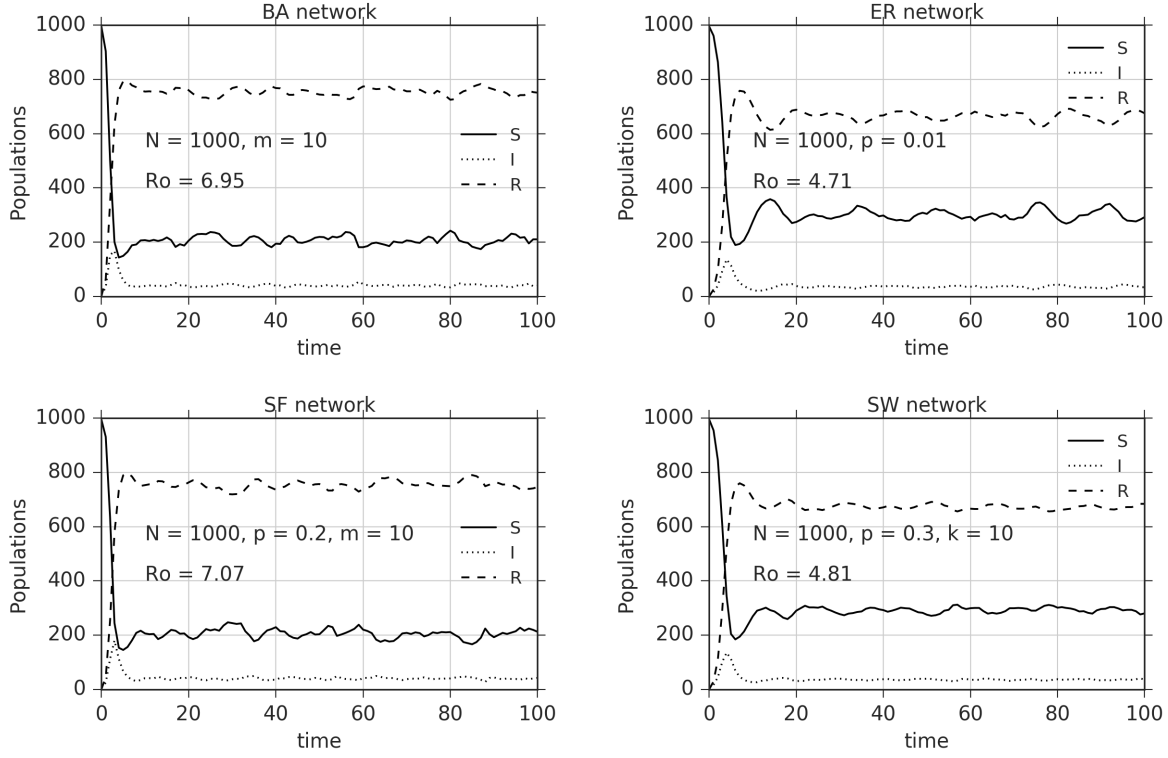 BA network
1000
800
600
400
200
0
Populations
N = 1000, m = 10
Ro = 6.95
S
I
R
0 20 40 60 80 100
time
ER network
1000
800
600
400
200
0
Populations
N = 1000, p = 0.01
Ro = 4.71
S
I
R
0 20 40 60 80 100
time
SF network
1000
800
600
400
200
0
Populations
N = 1000, p = 0.2, m = 10
Ro = 7.07
S
I
R
0 20 40 60 80 100
time
SW network
1000
800
600
400
200
0
Populations
N = 1000, p = 0.3, k = 10
Ro = 4.81
S
I
R
0 20 40 60 80 100
time